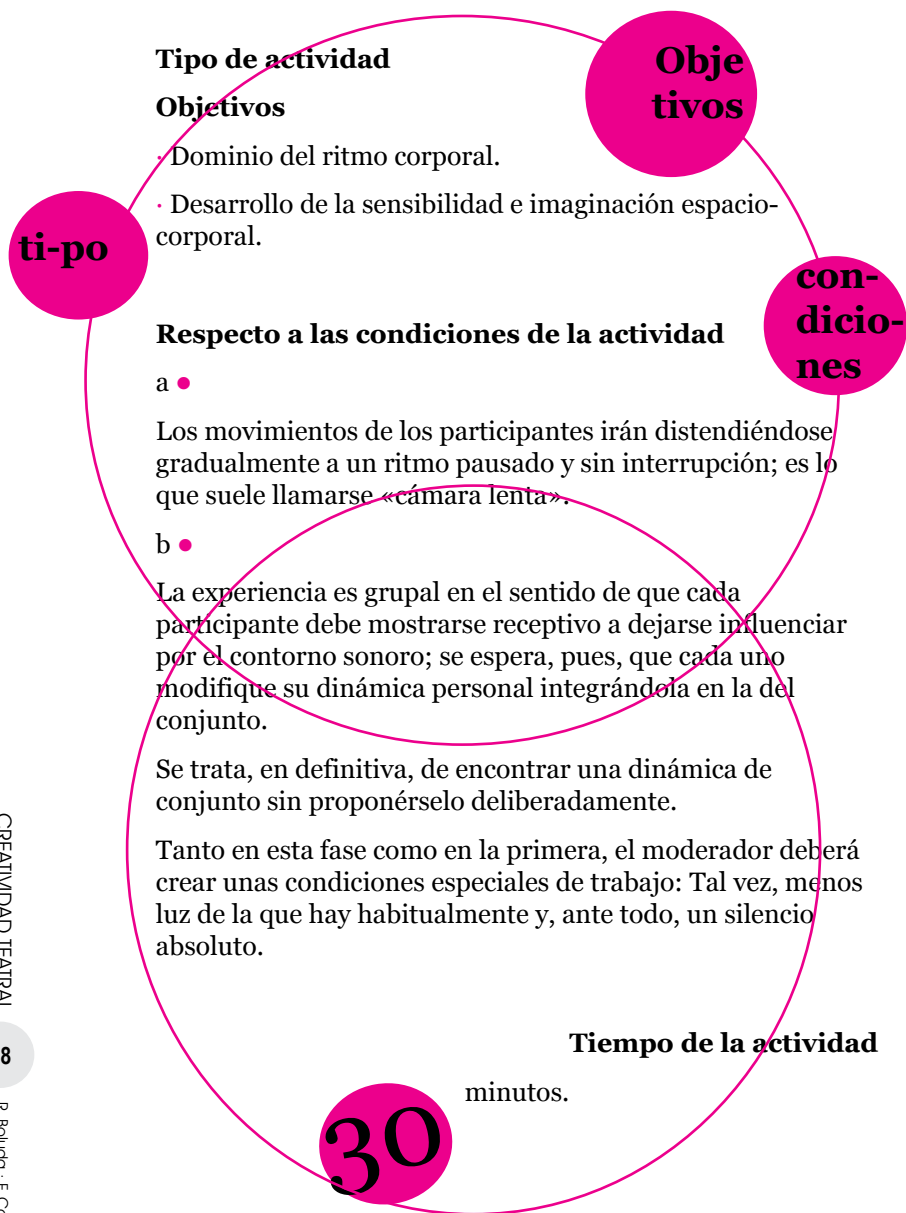 Tipo de actividad
Obje
tivos
Objetivos
· Dominio del ritmo corporal.
· Desarrollo de la sensibilidad e imaginación espacio-
corporal.
ti-po
con-
dicio-
nes
Respecto a las condiciones de la actividad
a •
Los movimientos de los participantes irán distendiéndose
gradualmente a un ritmo pausado y sin interrupción; es lo
que suele llamarse «cámara lenta».
b •
La experiencia es grupal en el sentido de que cada
participante debe mostrarse receptivo a dejarse influenciar
por el contorno sonoro; se espera, pues, que cada uno
modifique su dinámica personal integrándola en la del
conjunto.
Se trata, en definitiva, de encontrar una dinámica de
conjunto sin proponérselo deliberadamente.
Tanto en esta fase como en la primera, el moderador deberá
crear unas condiciones especiales de trabajo: Tal vez, menos
luz de la que hay habitualmente y, ante todo, un silencio
absoluto.
Tiempo de la actividad
30
minutos.
CREATIVIDAD TEATRAL
8
R. Boluda · F. Co